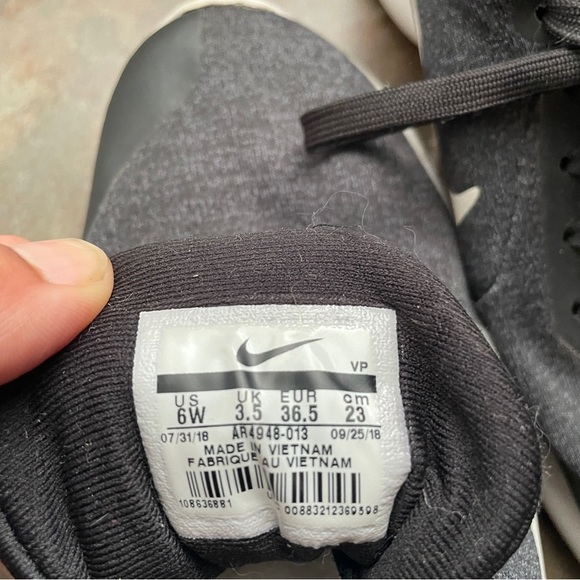 VP
US UK EUR cm
6W 3.5 36.5 23
07/31/18 AR4948-013 09/25/18
MADE IN VIETNAM
FABRIQUE AU VIETNAM
108636881
00883212369598